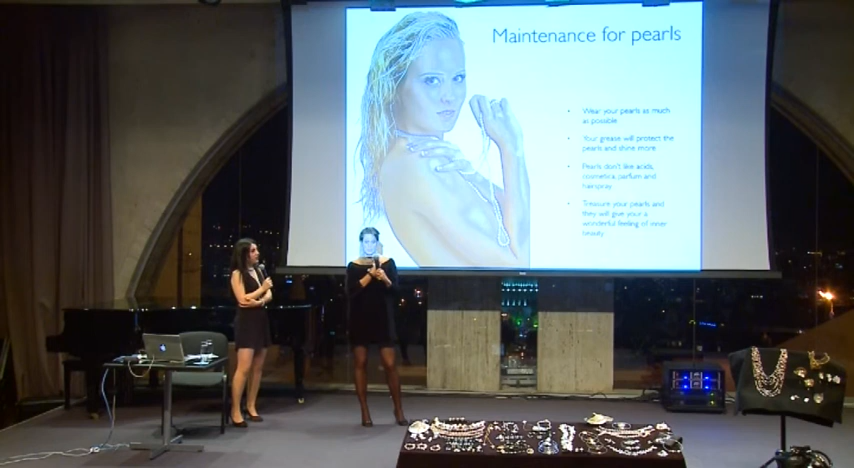 Maintenance for pearls
• Wear your pearls as much
as possible
• Your grease will protect the
pearls and shine more
• Pearls don't like acids,
cosmetics, parfum and
hairspray
• Treasure your pearls and
they will give your a
wonderful feeling of inner
beauty...